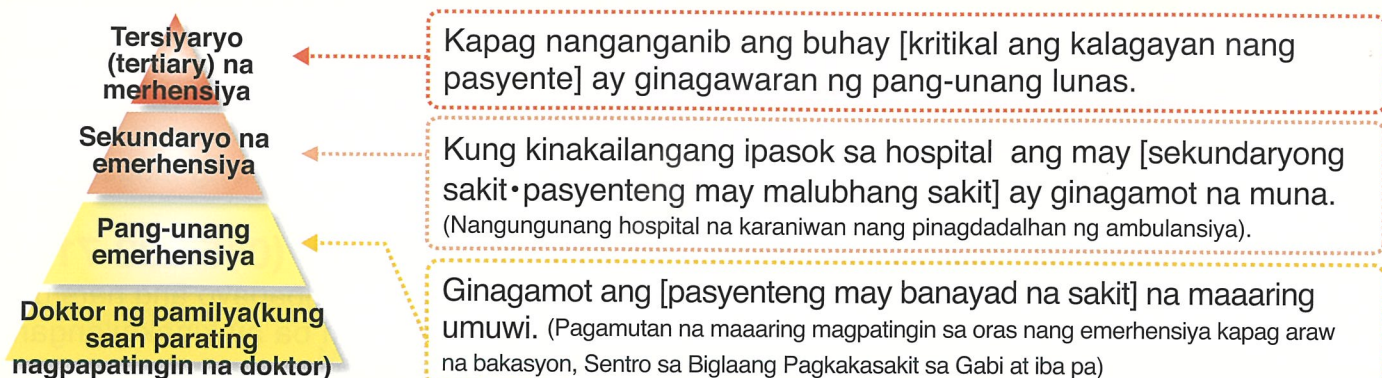 Tersiyaryo
(tertiary) na
merhensiya
Kapag nanganganib ang buhay [kritikal ang kalagayan nang
pasyente] ay ginagawaran ng pang-unang lunas.
Sekundaryo na
emerhensiya
Kung kinakailangang ipasok sa hospital ang may [sekundaryong
sakit・pasyenteng may malubhang sakit] ay ginagamot na muna.
(Nangungunang hospital na karaniwan nang pinagdadalhan ng ambulansiya).
Pang-unang
emerhensiya
Ginagamot ang [pasyenteng may banayad na sakit] na maaaring
umuwi. (Pagamutan na maaaring magpatingin sa oras nang emerhensiya kapag araw
na bakasyon, Sentro sa Biglaang Pagkakasakit sa Gabi at iba pa)
Doktor ng pamilya(kung
saan parating
nagpapatingin na doktor)